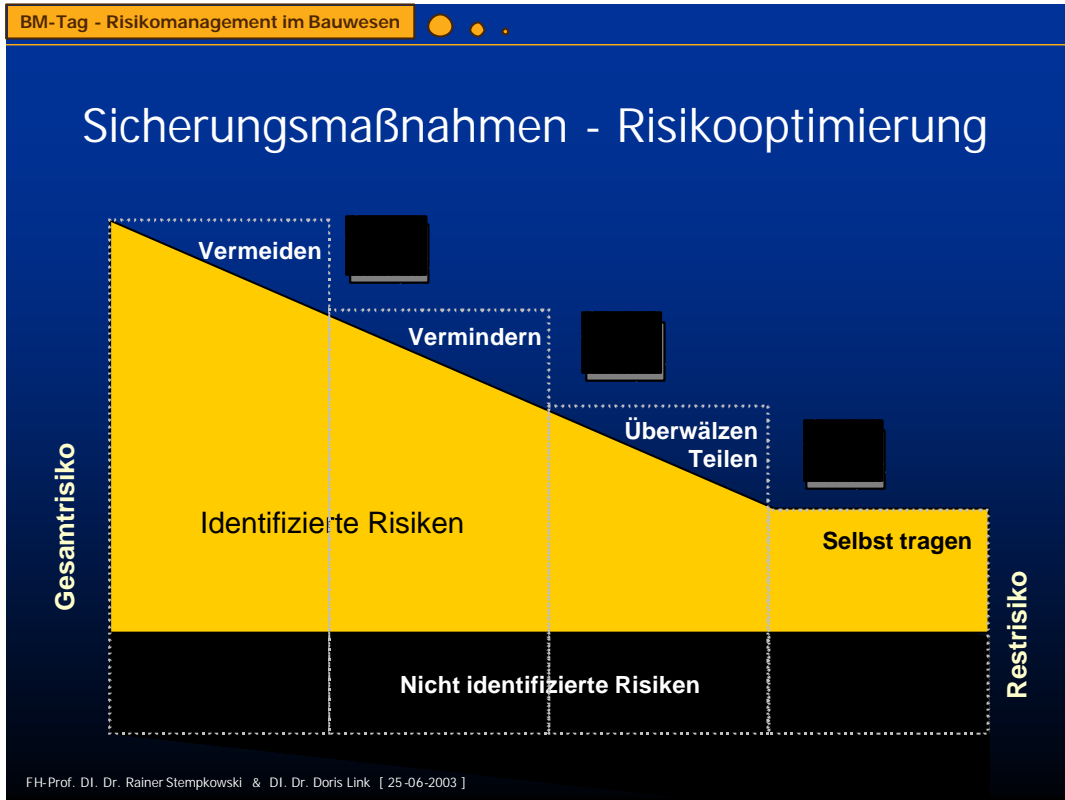 BM-Tag - Risikomanagement im Bauwesen
Sicherungsmaßnahmen - Risikooptimierung
Vermeiden
Vermindern
Überwälzen
Teilen
Gesamtrisiko
Identifizierte Risiken
Selbst tragen
Restrisiko
Nicht identifizierte Risiken
FH-Prof. DI. Dr. Rainer Stempkowski & DI. Dr. Doris Link [ 25-06-2003 ]